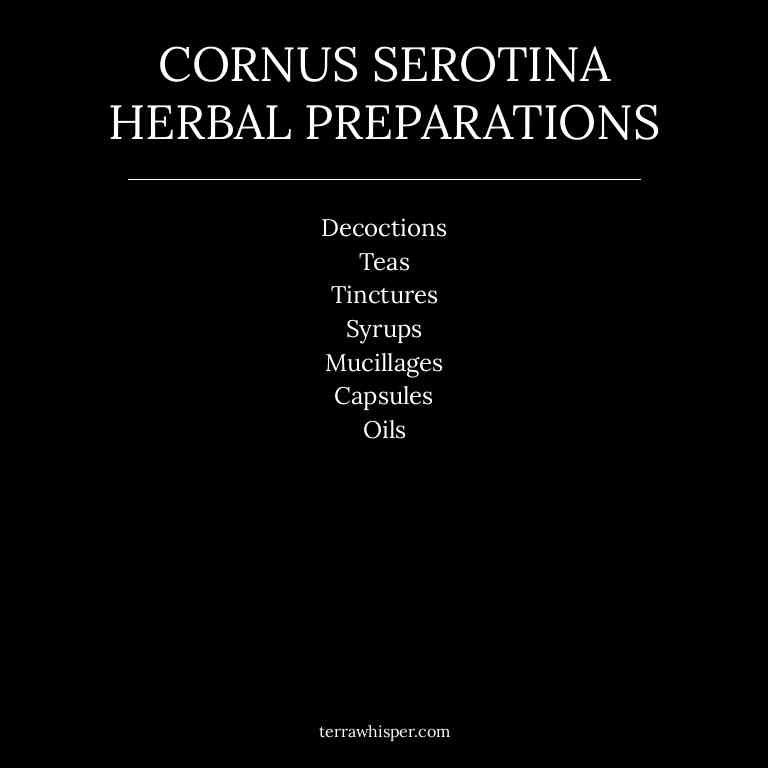 CORNUS SEROTINA
HERBAL PREPARATIONS
Decoctions
Teas
Tinctures
Syrups
Mucillages
Capsules
Oils
terrawhisper.com